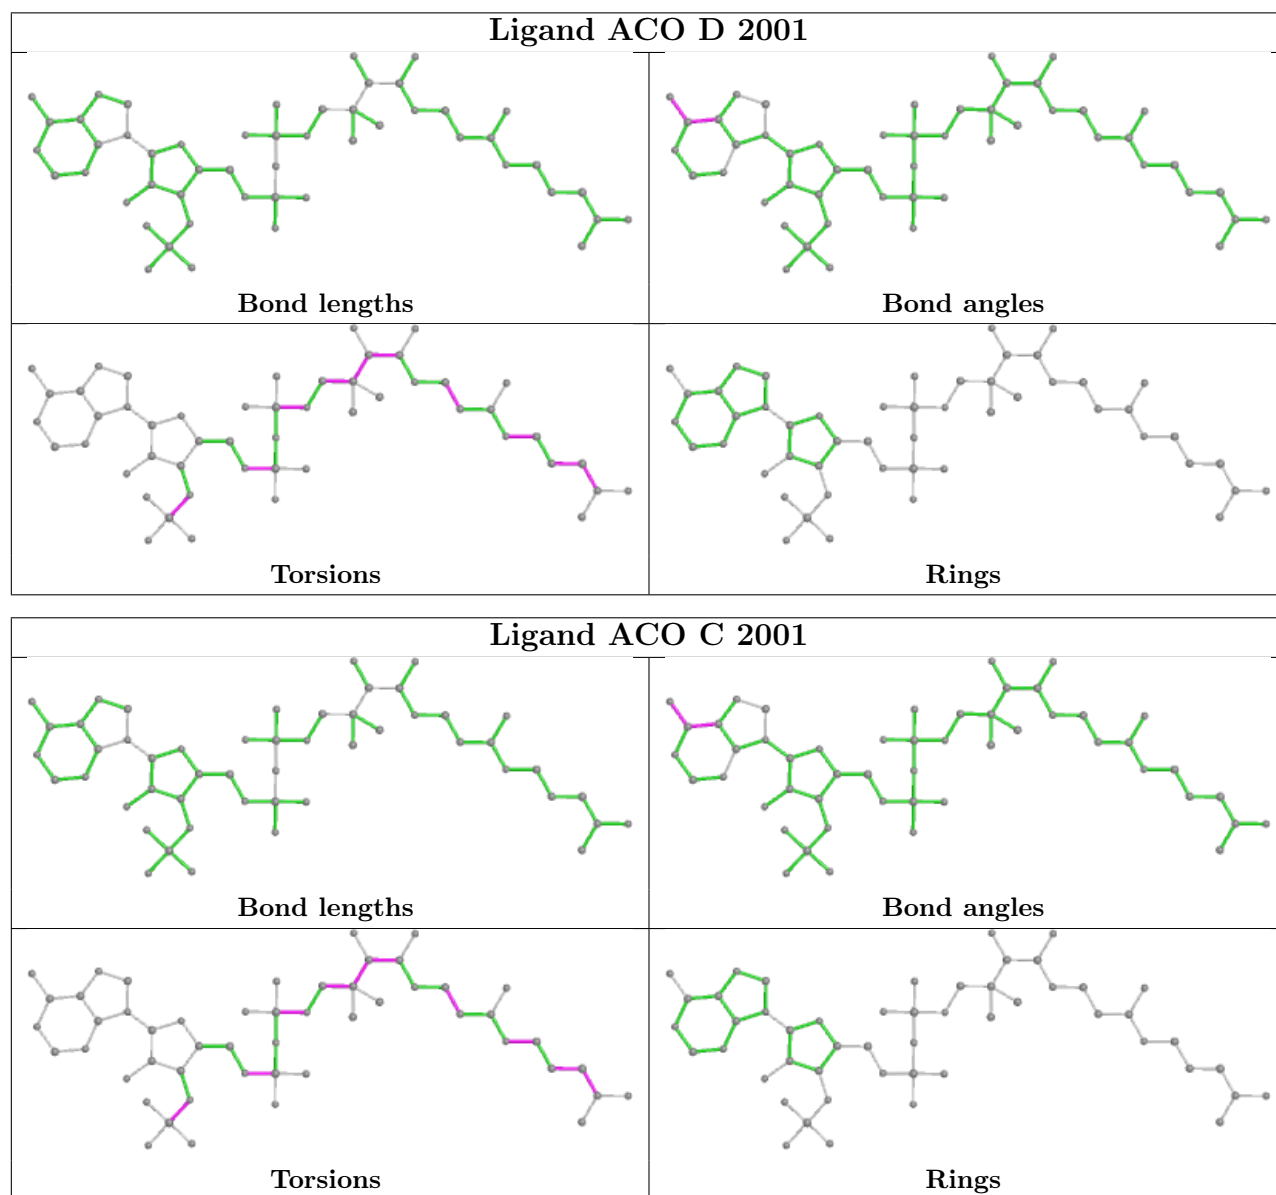 Ligand ACO D 2001
Bond lengths
Bond angles
Torsions
Rings
Ligand ACO C 2001
Bond lengths
Bond angles
Torsions
Rings